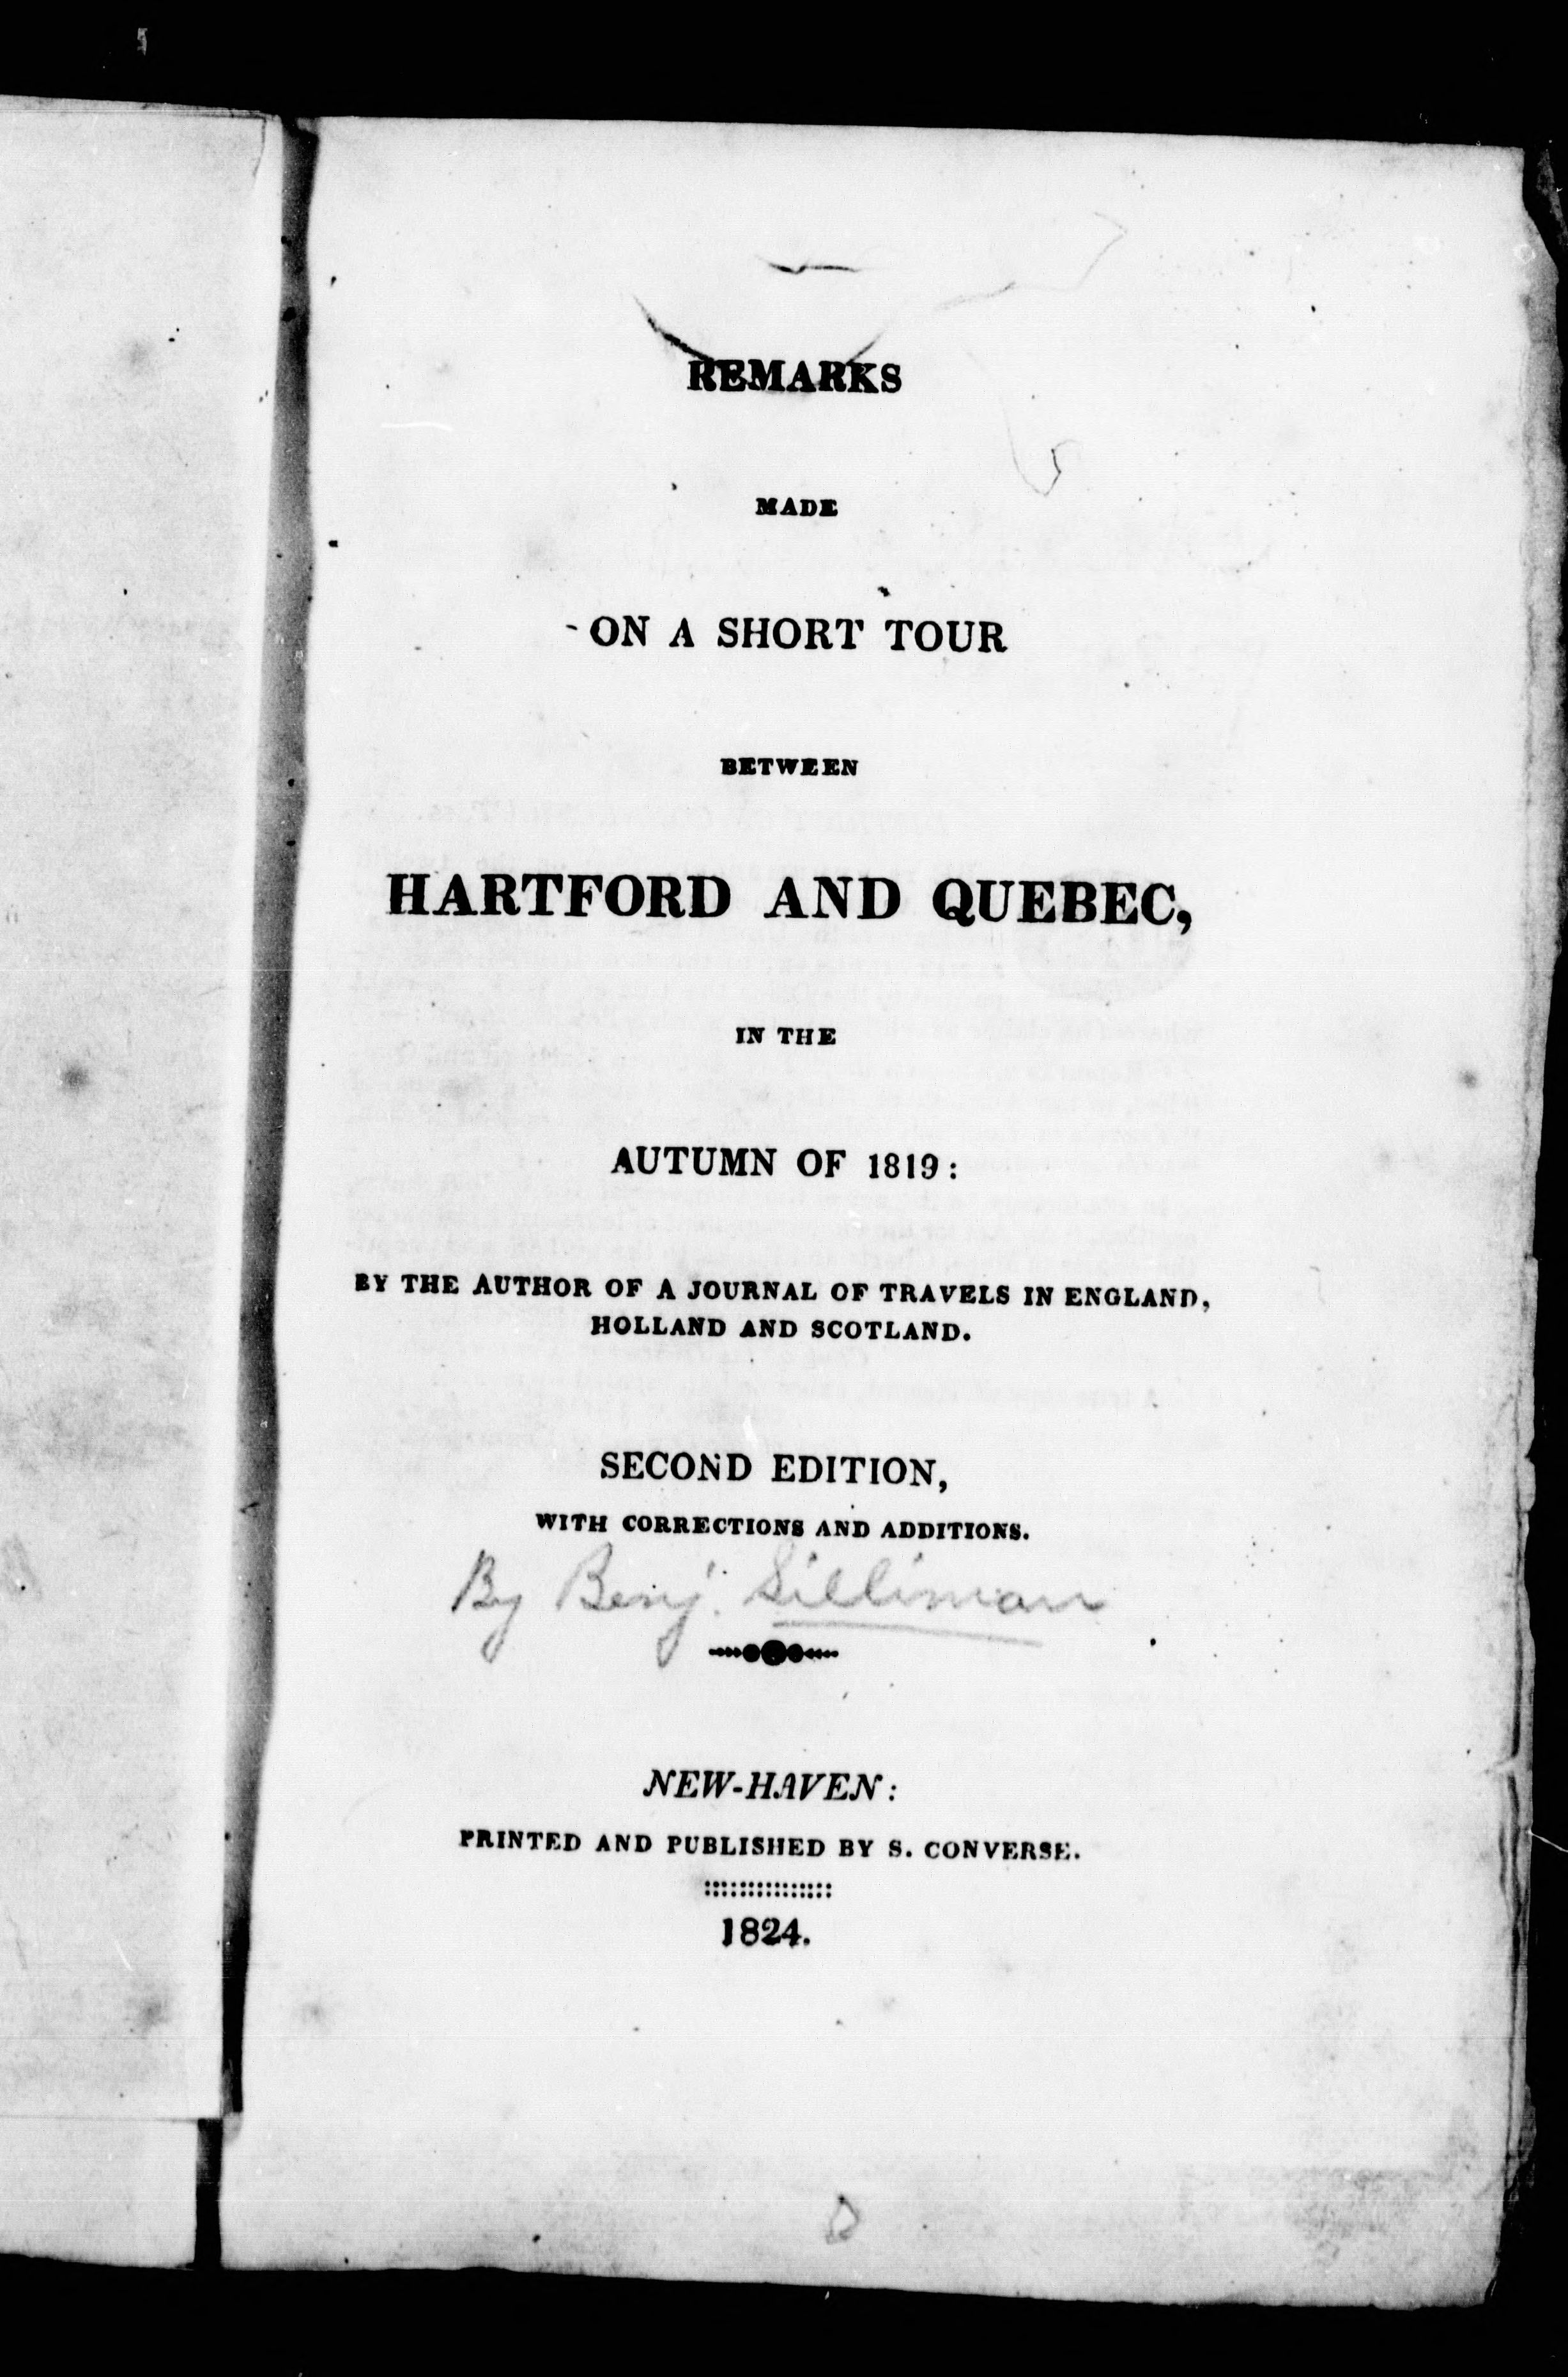 REMARKS
MADE
ON A SHORT TOUR
BETWEEN
HARTFORD AND QUEBEC,
IN THE
AUTUMN OF 1819:
BY THE AUTHOR OF A JOURNAL OF TRAVELS IN ENGLAND,
HOLLAND AND SCOTLAND.
SECOND EDITION,
WITH CORRECTIONS AND ADDITIONS.
By Benj. Silliman
NEW-HAVEN:
PRINTED AND PUBLISHED BY S. CONVERSE.
1824.